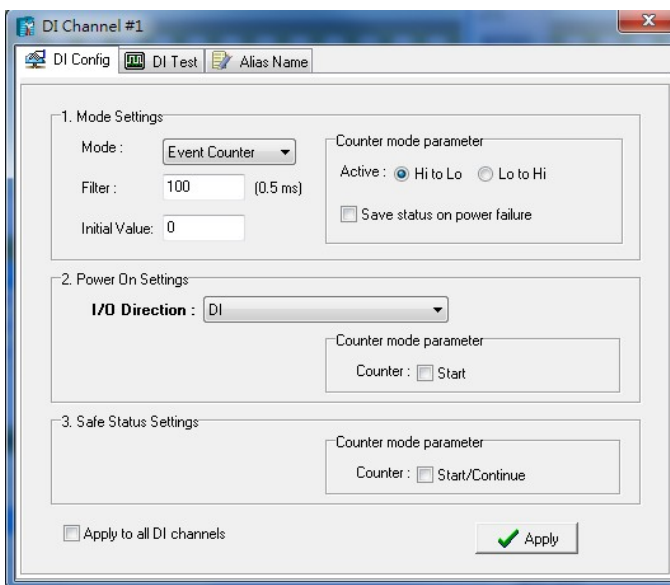 DI Channel #1
DI Config DI Test Alias Name
1. Mode Settings
Mode : Event Counter
Filter : 100 (0.5 ms)
Initial Value: 0
Counter mode parameter
Active : Hi to Lo Lo to Hi
Save status on power failure
2. Power On Settings
I/O Direction : DI
Counter mode parameter
Counter : Start
3. Safe Status Settings
Counter mode parameter
Counter : Start/Continue
Apply to all DI channels
Apply